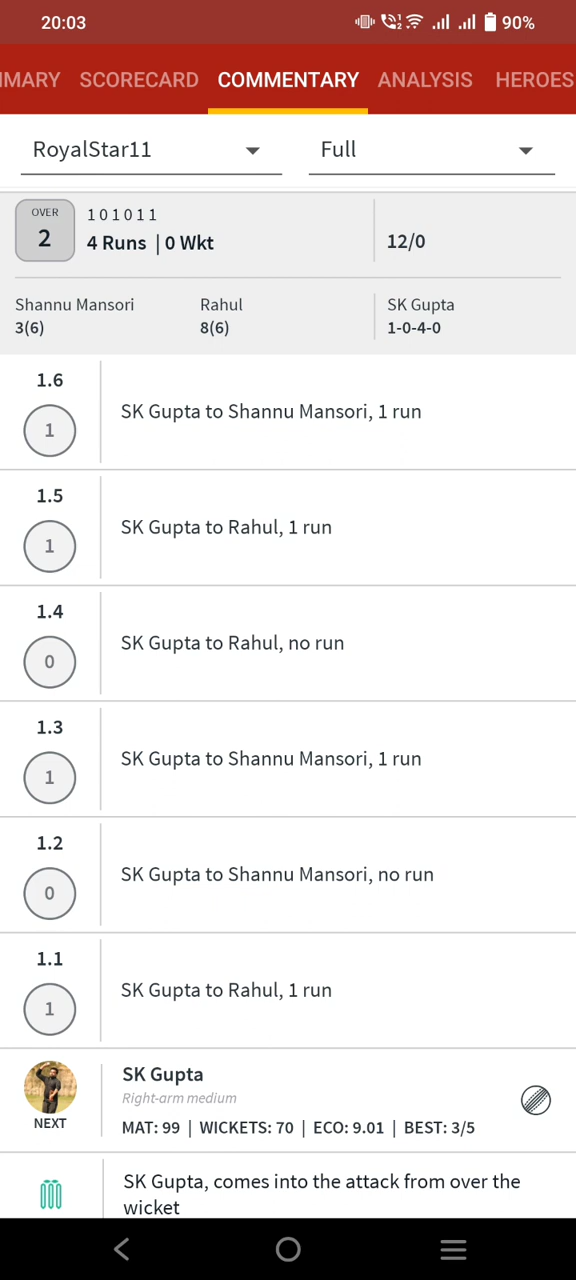 20:03
90%
MMARY SCORECARD COMMENTARY ANALYSIS HEROES
RoyalStar11 Full
OVER
2
1 0 1 0 1 1
4 Runs | 0 Wkt
12/0
Shannu Mansori Rahul SK Gupta
3(6) 8(6) 1-0-4-0
1.6
1
SK Gupta to Shannu Mansori, 1 run
1.5
1
SK Gupta to Rahul, 1 run
1.4
0
SK Gupta to Rahul, no run
1.3
1
SK Gupta to Shannu Mansori, 1 run
1.2
0
SK Gupta to Shannu Mansori, no run
1.1
1
SK Gupta to Rahul, 1 run
SK Gupta
Right-arm medium
NEXT
MAT: 99 | WICKETS: 70 | ECO: 9.01 | BEST: 3/5
SK Gupta, comes into the attack from over the
wicket